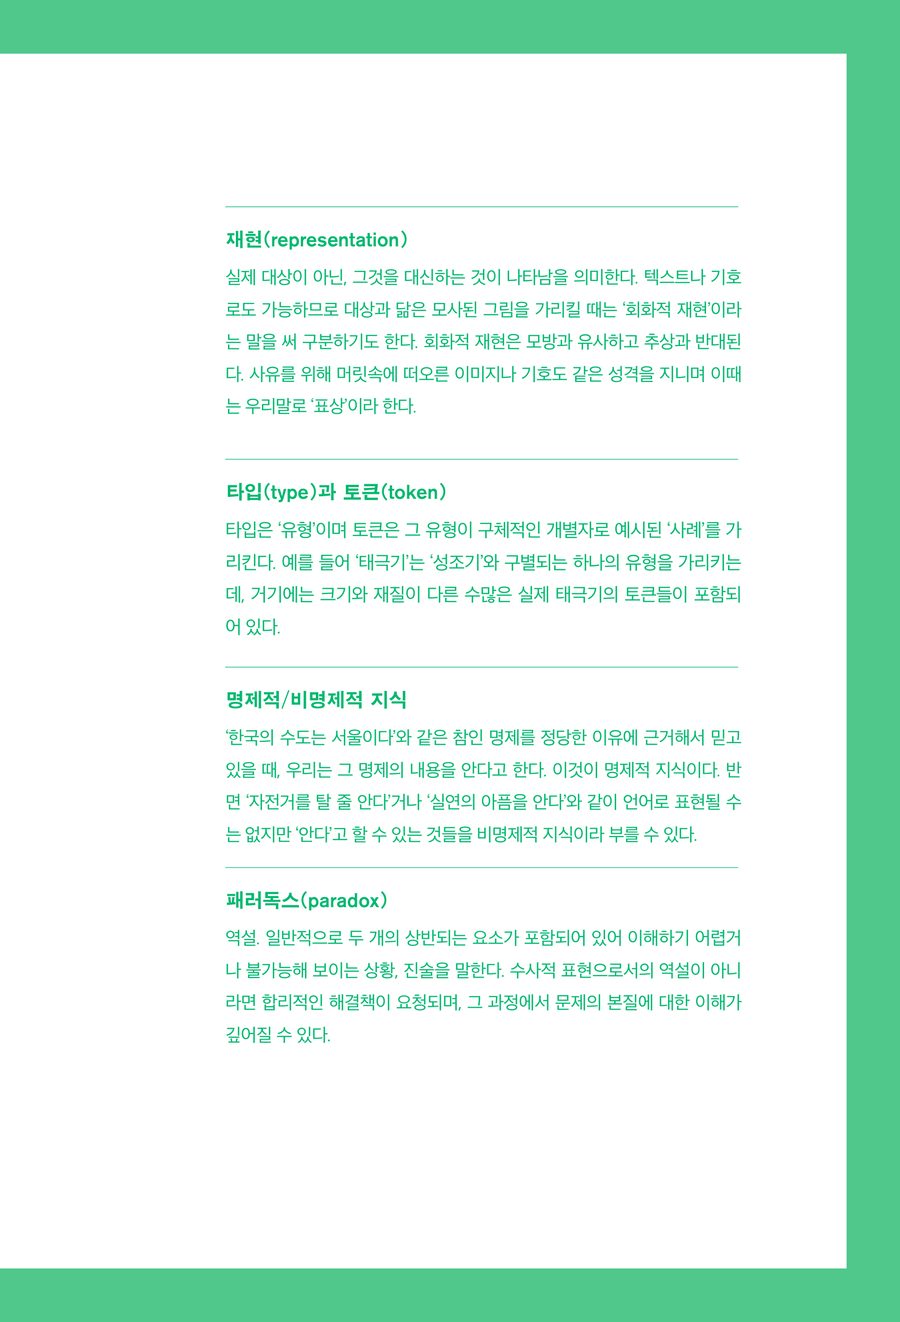 재현(representation)
실제 대상이 아닌, 그것을 대신하는 것이 나타남을 의미한다. 텍스트나 기호
로도 가능하므로 대상과 닮은 모사된 그림을 가리킬 때는 ‘회화적 재현’이라
는 말을 써 구분하기도 한다. 회화적 재현은 모방과 유사하고 추상과 반대된
다. 사유를 위해 머릿속에 떠오른 이미지나 기호도 같은 성격을 지니며 이때
는 우리말로 ‘표상’이라 한다.
타입(type)과 토큰(token)
타입은 ‘유형’이며 토큰은 그 유형이 구체적인 개별자로 예시된 ‘사례’를 가
리킨다. 예를 들어 ‘태극기’는 ‘성조기’와 구별되는 하나의 유형을 가리키는
데, 거기에는 크기와 재질이 다른 수많은 실제 태극기의 토큰들이 포함되
어 있다.
명제적/비명제적 지식
‘한국의 수도는 서울이다’와 같은 참인 명제를 정당한 이유에 근거해서 믿고
있을 때, 우리는 그 명제의 내용을 안다고 한다. 이것이 명제적 지식이다. 반
면 ‘자전거를 탈 줄 안다’거나 ‘실연의 아픔을 안다’와 같이 언어로 표현될 수
는 없지만 ‘안다’고 할 수 있는 것들을 비명제적 지식이라 부를 수 있다.
패러독스(paradox)
역설. 일반적으로 두 개의 상반되는 요소가 포함되어 있어 이해하기 어렵거
나 불가능해 보이는 상황, 진술을 말한다. 수사적 표현으로서의 역설이 아니
라면 합리적인 해결책이 요청되며, 그 과정에서 문제의 본질에 대한 이해가
깊어질 수 있다.